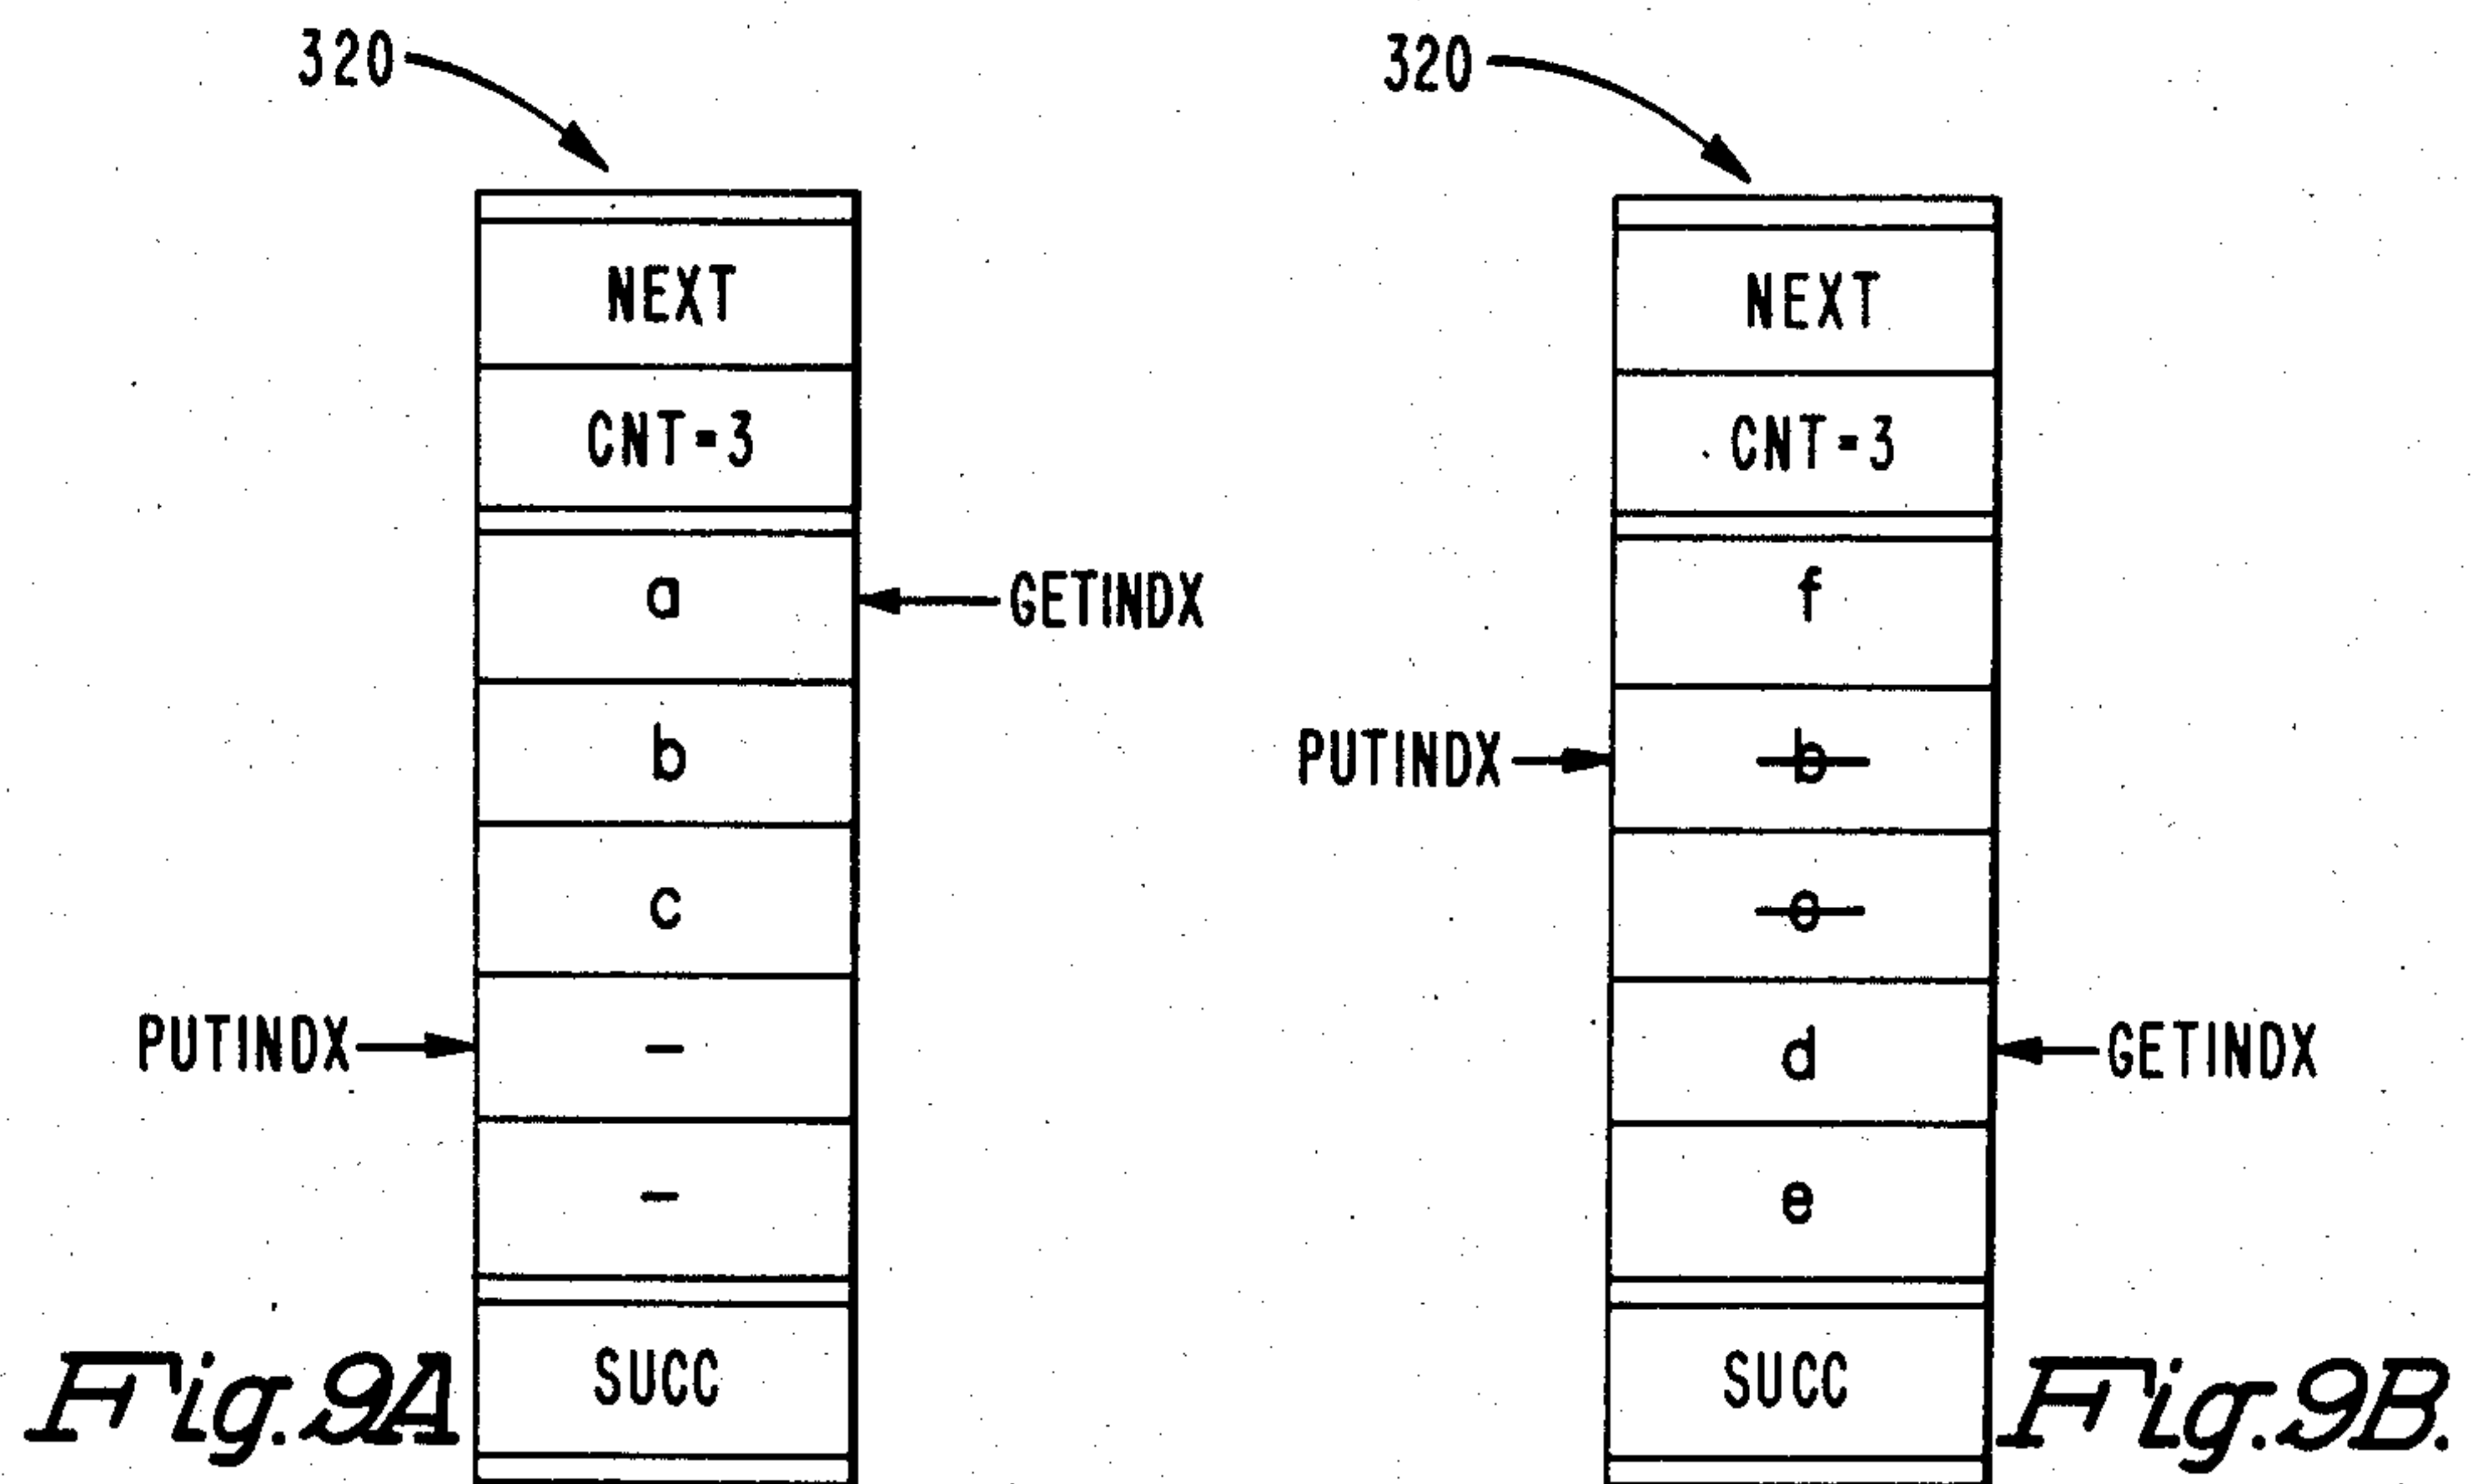 320
NEXT
CNT=3
a
GETINDX
b
c
PUTINDX
-
-
SUCC
Fig.9A
320
NEXT
CNT=3
f
PUTINDX
b
c
d
GETINDX
e
SUCC
Fig.9B.